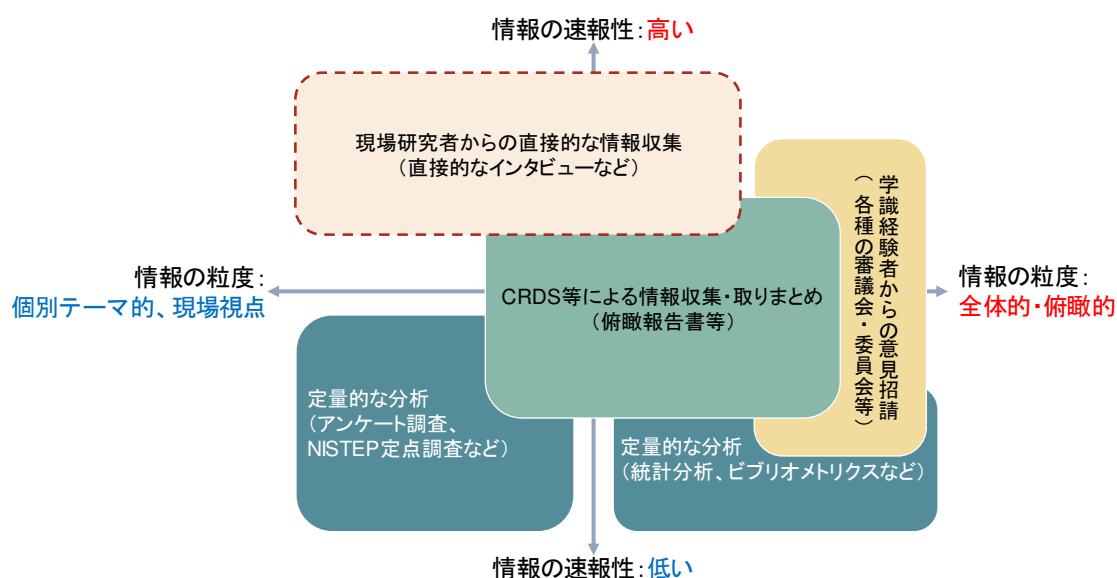 情報の速報性：高い
現場研究者からの直接的な情報収集
（直接的なインタビューなど）
学識経験者からの意見招請
（各種の審議会・委員会等）
情報の粒度：
個別テーマ的、現場視点
CRDS等による情報収集・取りまとめ
（俯瞰報告書等）
情報の粒度：
全体的・俯瞰的
定量的な分析
（アンケート調査、
NISTEP定点調査など）
定量的な分析
（統計分析、ビブリオメトリクスなど）
情報の速報性：低い